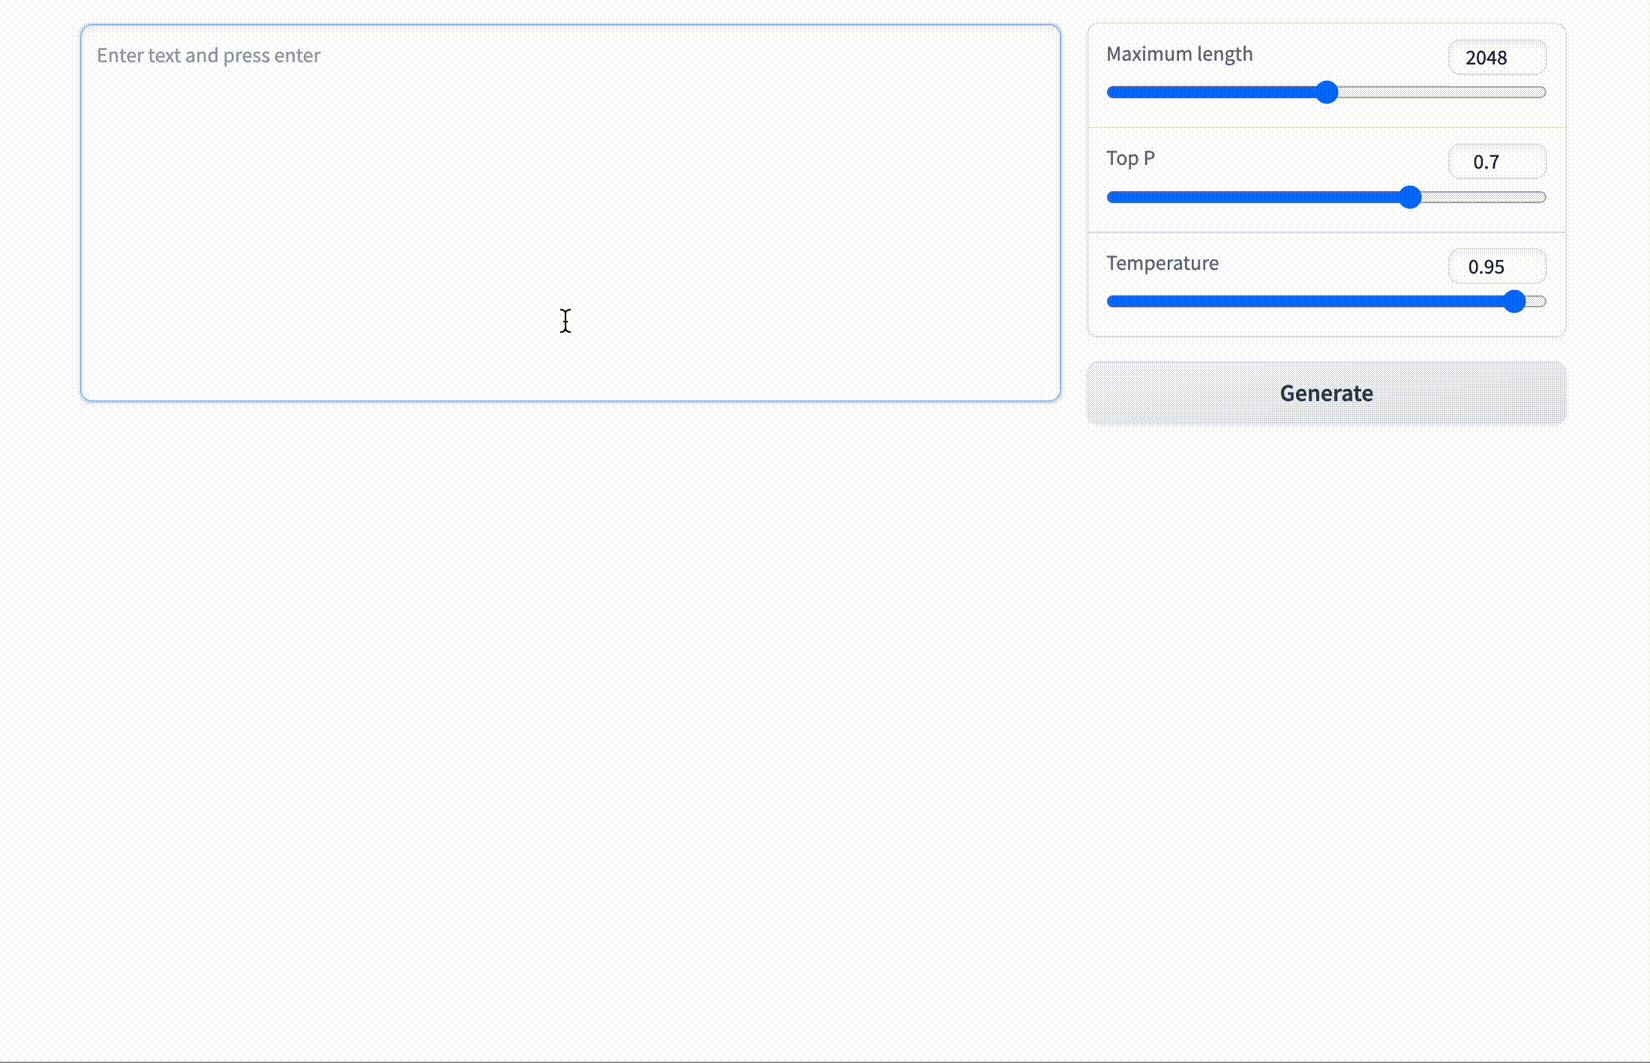 Enter text and press enter
Maximum length
2048
Top P
0.7
Temperature
0.95
Generate